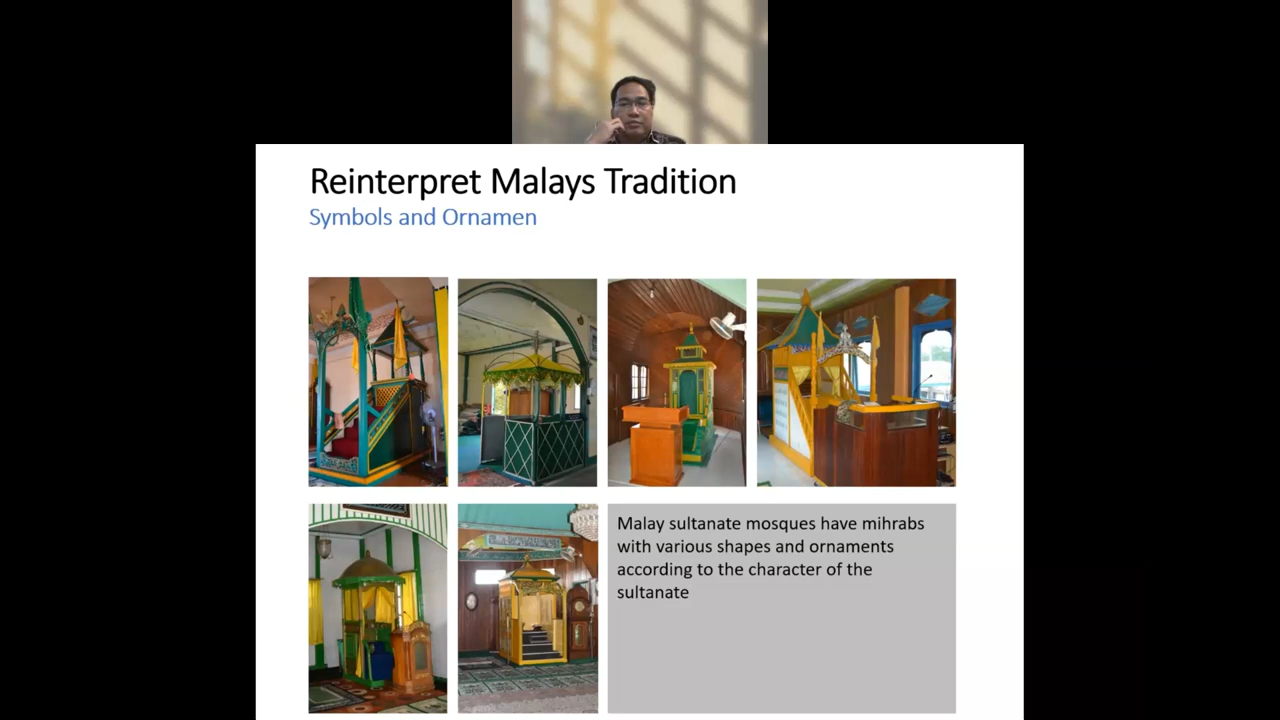 Reinterpret Malays Tradition
Symbols and Ornamen
Malay sultanate mosques have mihrabs
with various shapes and ornaments
according to the character of the
sultanate